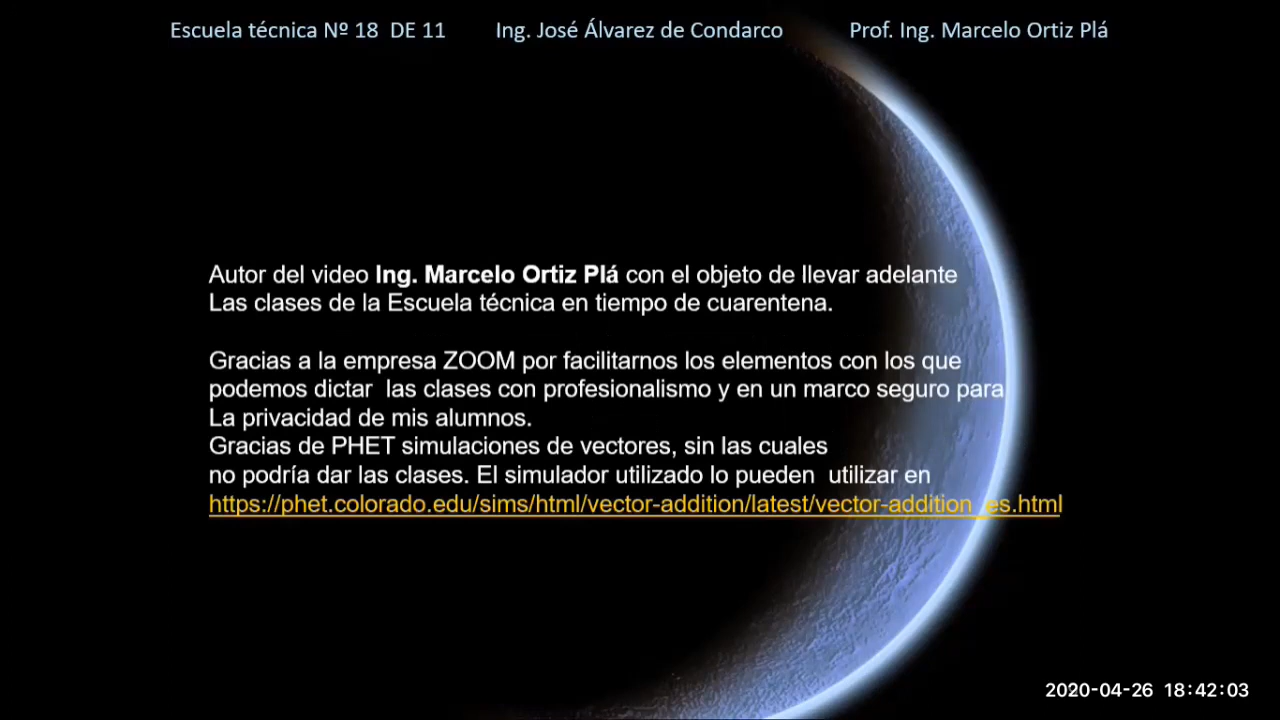 Escuela técnica Nº 18 DE 11 Ing. José Álvarez de Condarco Prof. Ing. Marcelo Ortiz Plá
Autor del video Ing. Marcelo Ortiz Plá con el objeto de llevar adelante
Las clases de la Escuela técnica en tiempo de cuarentena.
Gracias a la empresa ZOOM por facilitarnos los elementos con los que
podemos dictar las clases con profesionalismo y en un marco seguro para
La privacidad de mis alumnos.
Gracias de PHET simulaciones de vectores, sin las cuales
no podría dar las clases. El simulador utilizado lo pueden utilizar en
https://phet.colorado.edu/sims/html/vector-addition/latest/vector-addition_es.html
2020-04-26 18:42:03